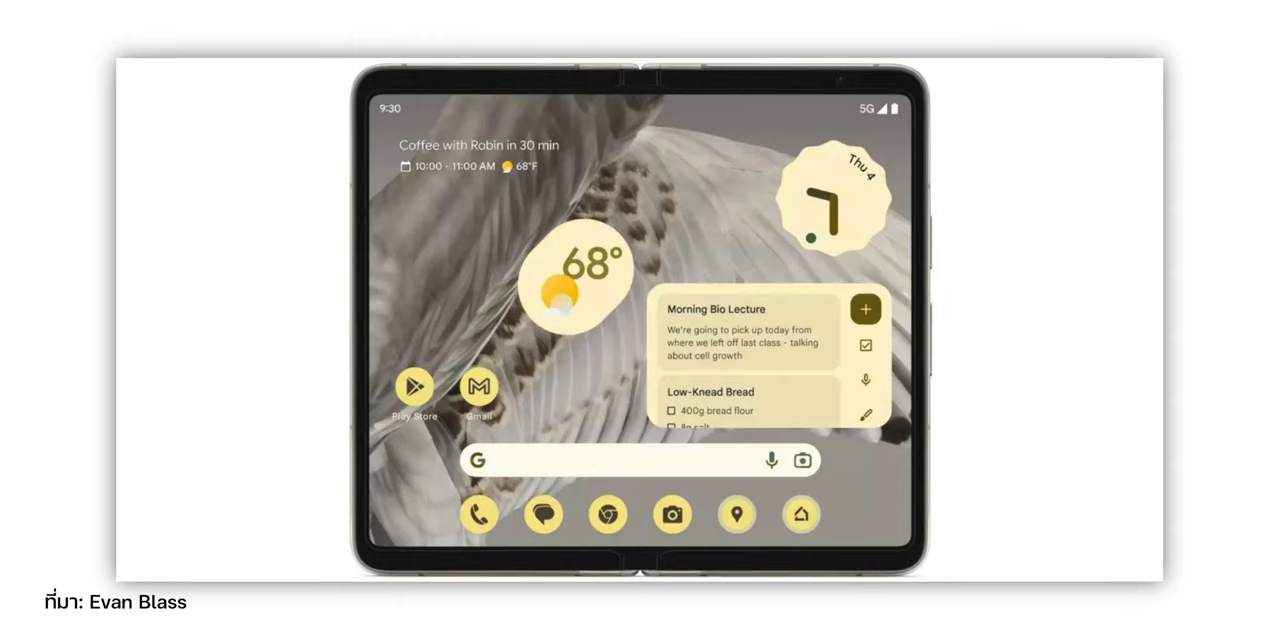 9:30
5G
Coffee with Robin in 30 min
10:00 - 11:00 AM 68°F
Thu 4
68°
Morning Bio Lecture
We're going to pick up today from
where we left off last class - talking
about cell growth
Low-Knead Bread
400g bread flour
8g salt
Play Store
Gmail
G
ที่มา: Evan Blass